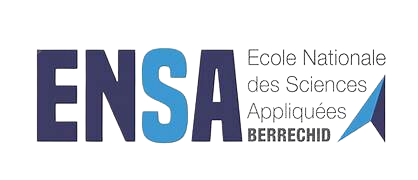 ENSA
Ecole Nationale
des Sciences
Appliquées
BERRECHID